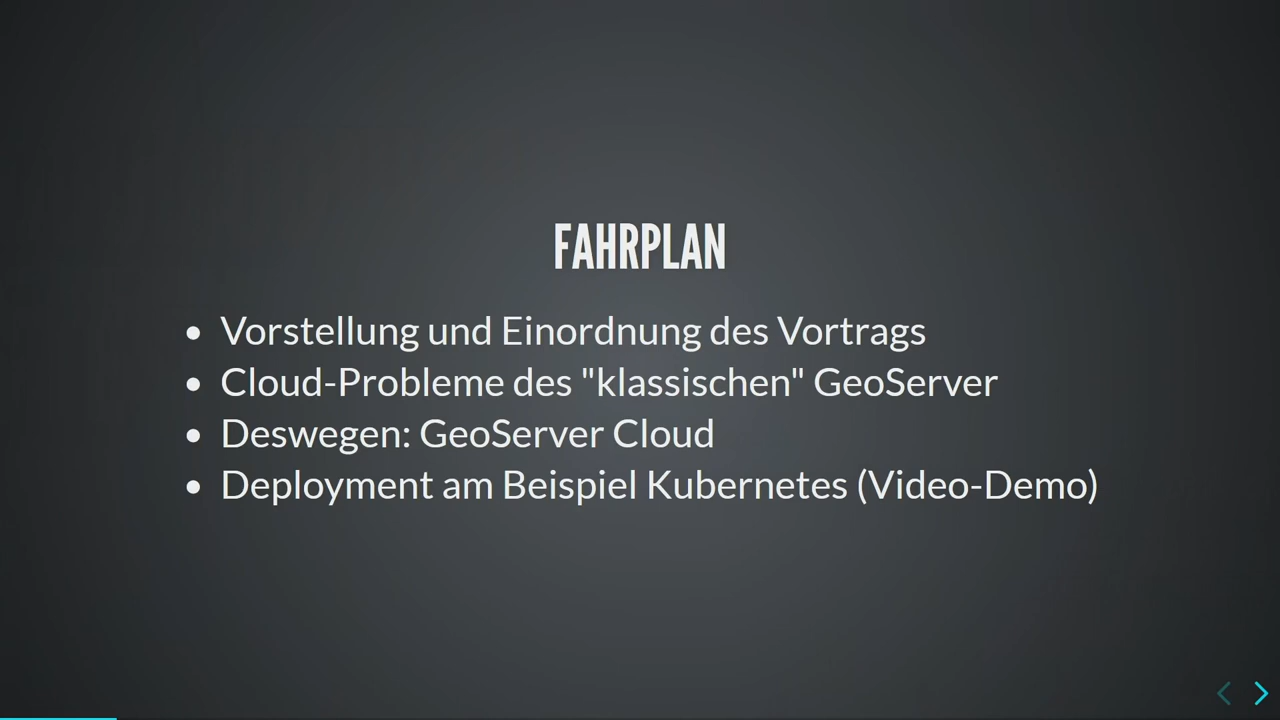 FAHRPLAN
Vorstellung und Einordnung des Vortrags
Cloud-Probleme des "klassischen" GeoServer
Deswegen: GeoServer Cloud
Deployment am Beispiel Kubernetes (Video-Demo)